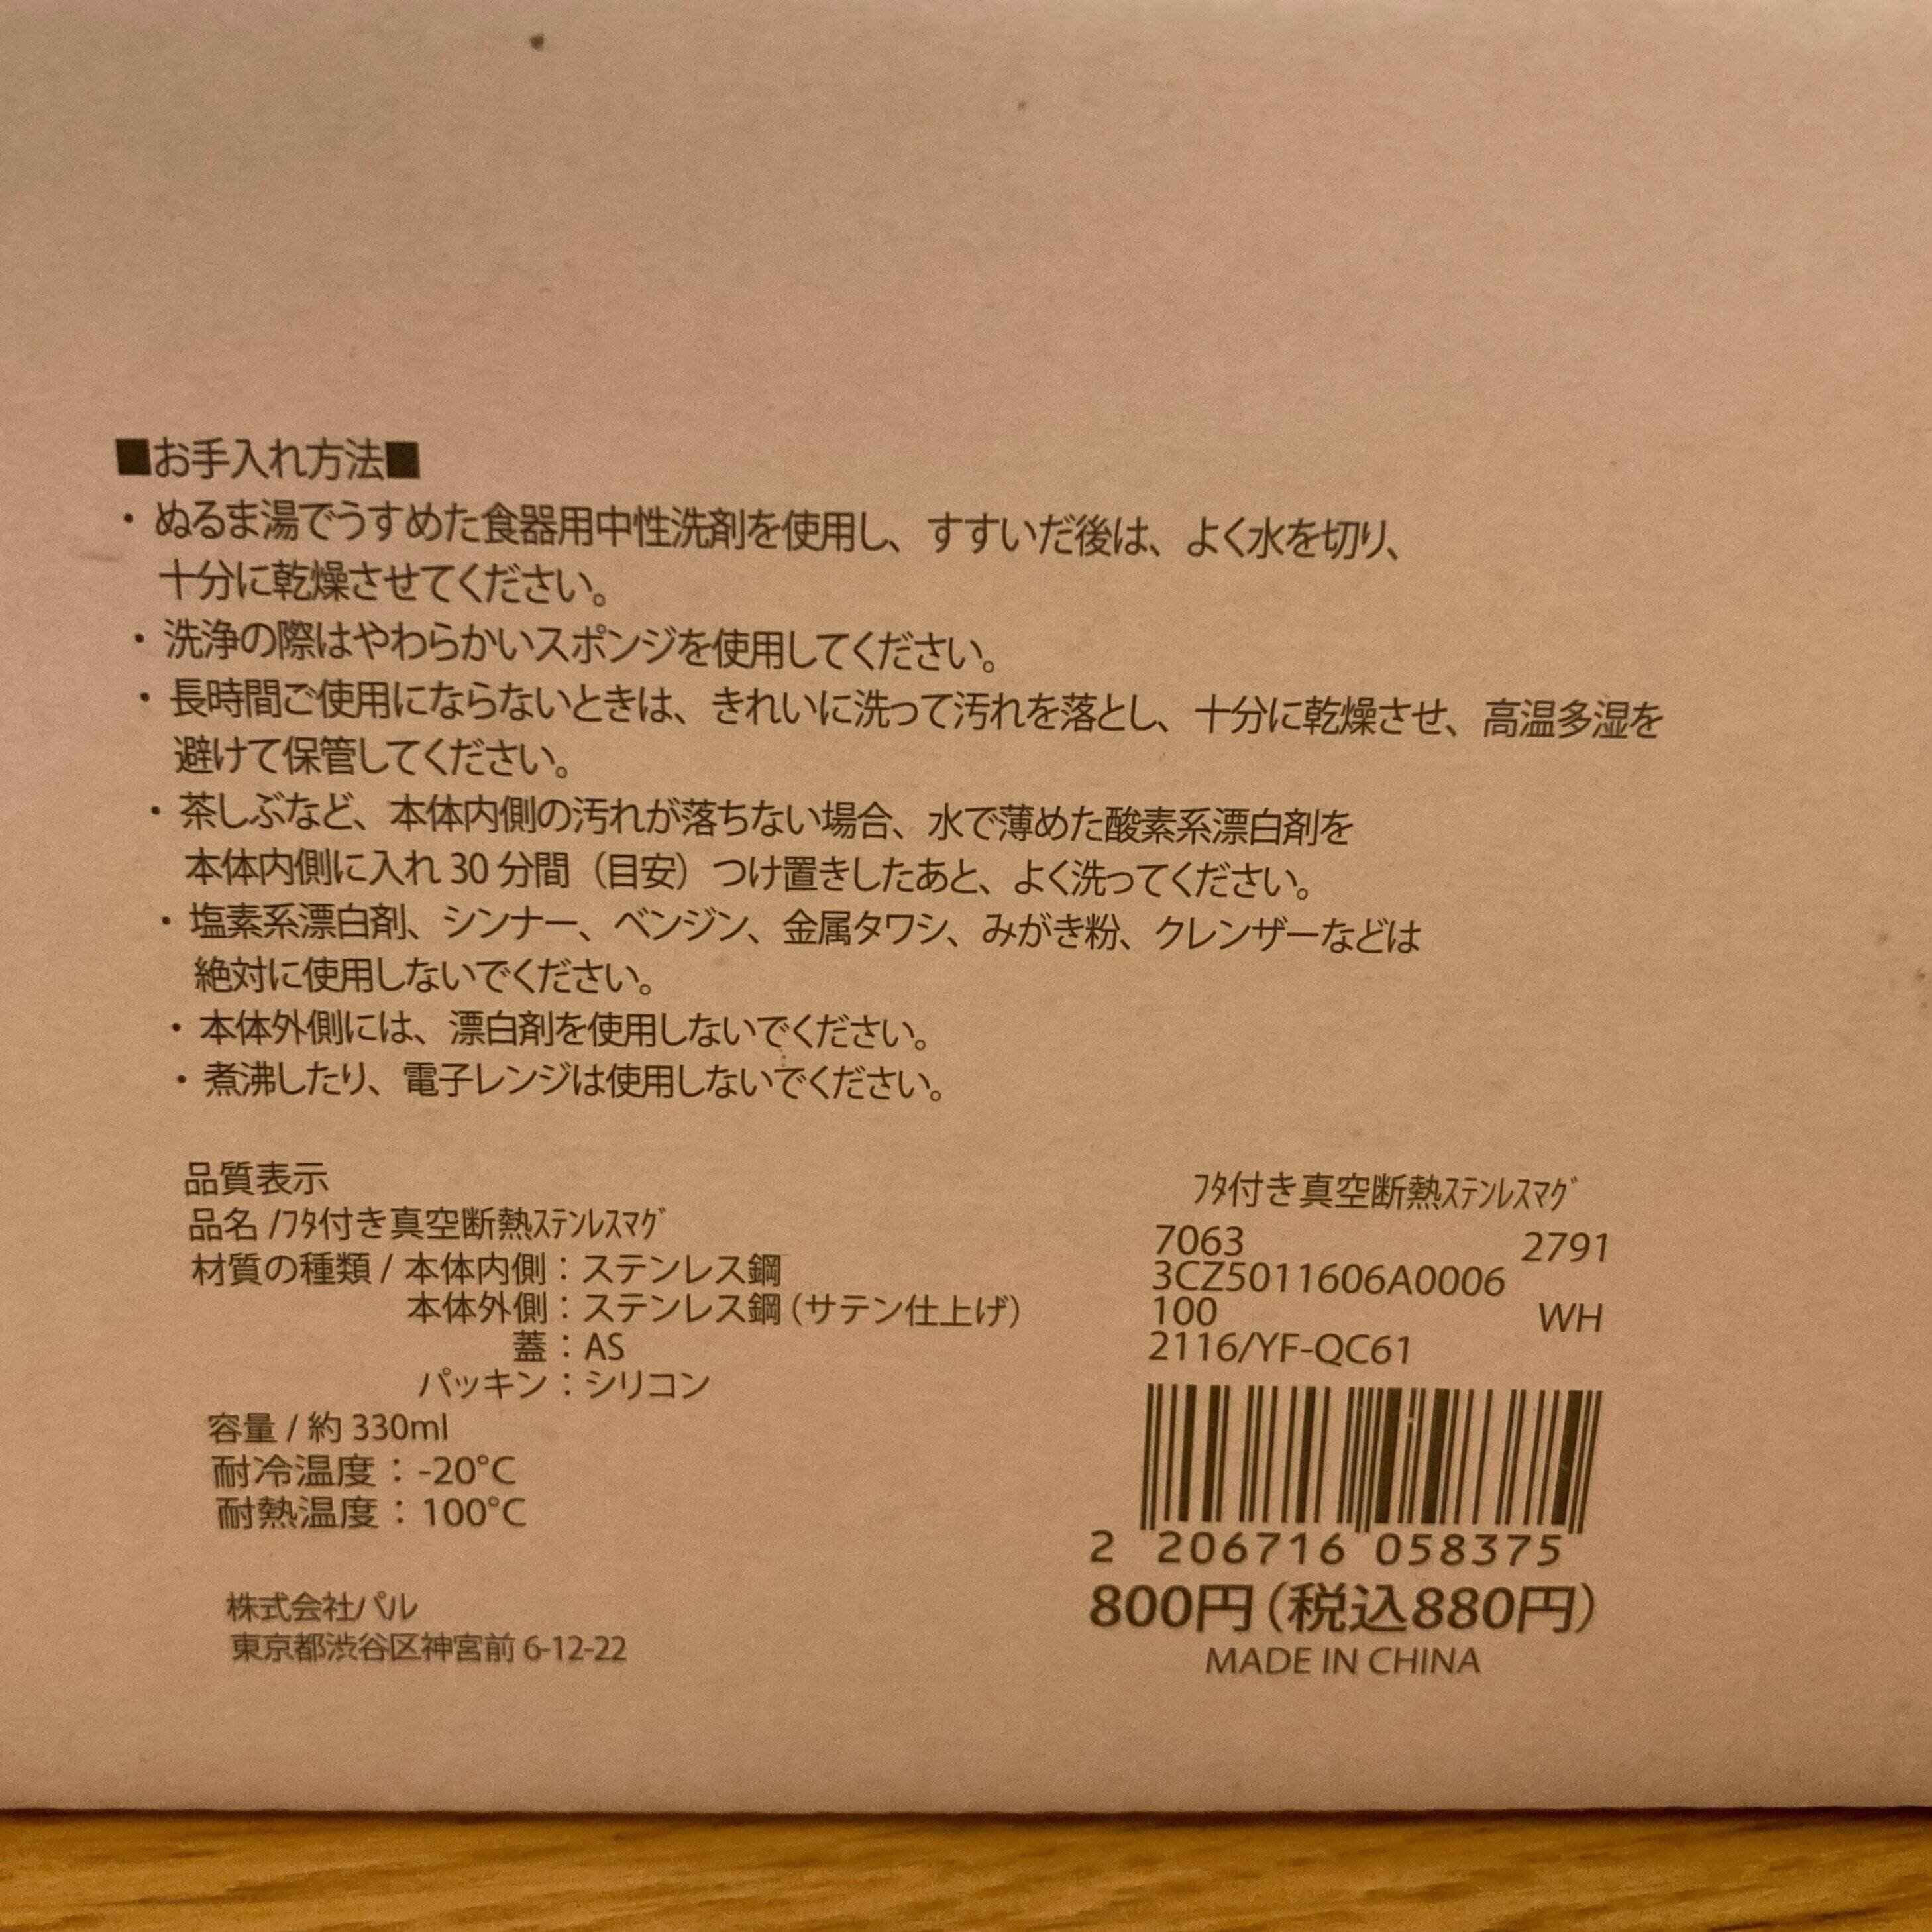 ■お手入れ方法■
・ぬるま湯でうすめた食器用中性洗剤を使用し、すすいだ後は、よく水を切り、
十分に乾燥させてください。
・洗浄の際はやわらかいスポンジを使用してください。
・長時間ご使用にならないときは、きれいに洗って汚れを落とし、十分に乾燥させ、高温多湿を
避けて保管してください。
・茶しぶなど、本体内側の汚れが落ちない場合、水で薄めた酸素系漂白剤を
本体内側に入れ 30 分間（目安）つけ置きしたあと、よく洗ってください。
・塩素系漂白剤、シンナー、ベンジン、金属タワシ、みがき粉、クレンザーなどは
絶対に使用しないでください。
・本体外側には、漂白剤を使用しないでください。
・煮沸したり、電子レンジは使用しないでください。
品質表示
品名 /ﾌﾀ付き真空断熱ｽﾃﾝﾚｽﾏｸﾞ
材質の種類 / 本体内側：ステンレス鋼
本体外側：ステンレス鋼（サテン仕上げ）
蓋：AS
パッキン：シリコン
容量 / 約 330ml
耐冷温度：-20℃
耐熱温度：100℃
株式会社パル
東京都渋谷区神宮前 6-12-22
ﾌﾀ付き真空断熱ｽﾃﾝﾚｽﾏｸﾞ
7063 2791
3CZ5011606A0006
100 WH
2116/YF-QC61
2 206716 058375
800円（税込880円）
MADE IN CHINA